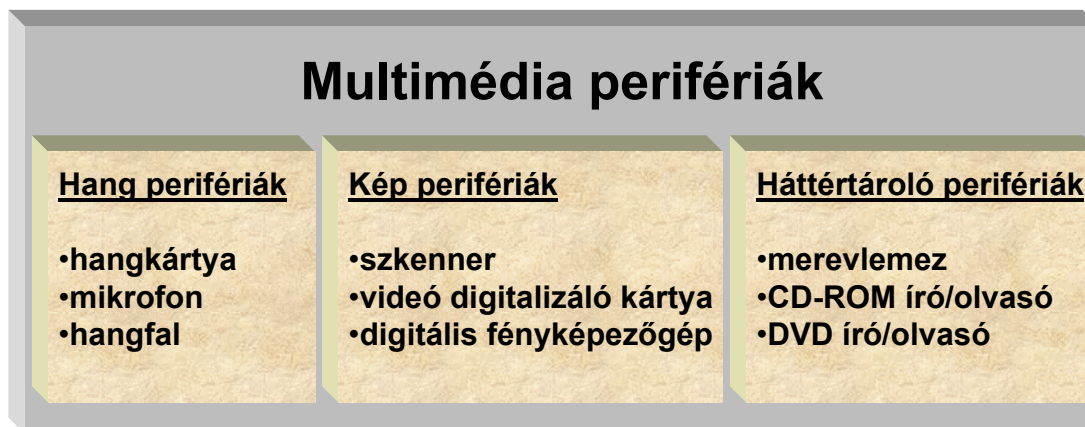 Multimédia perifériák
Hang perifériák
•hangkártya
•mikrofon
•hangfal
Kép perifériák
•szkenner
•videó digitalizáló kártya
•digitális fényképezőgép
Háttértároló perifériák
•merevlemez
•CD-ROM író/olvasó
•DVD író/olvasó